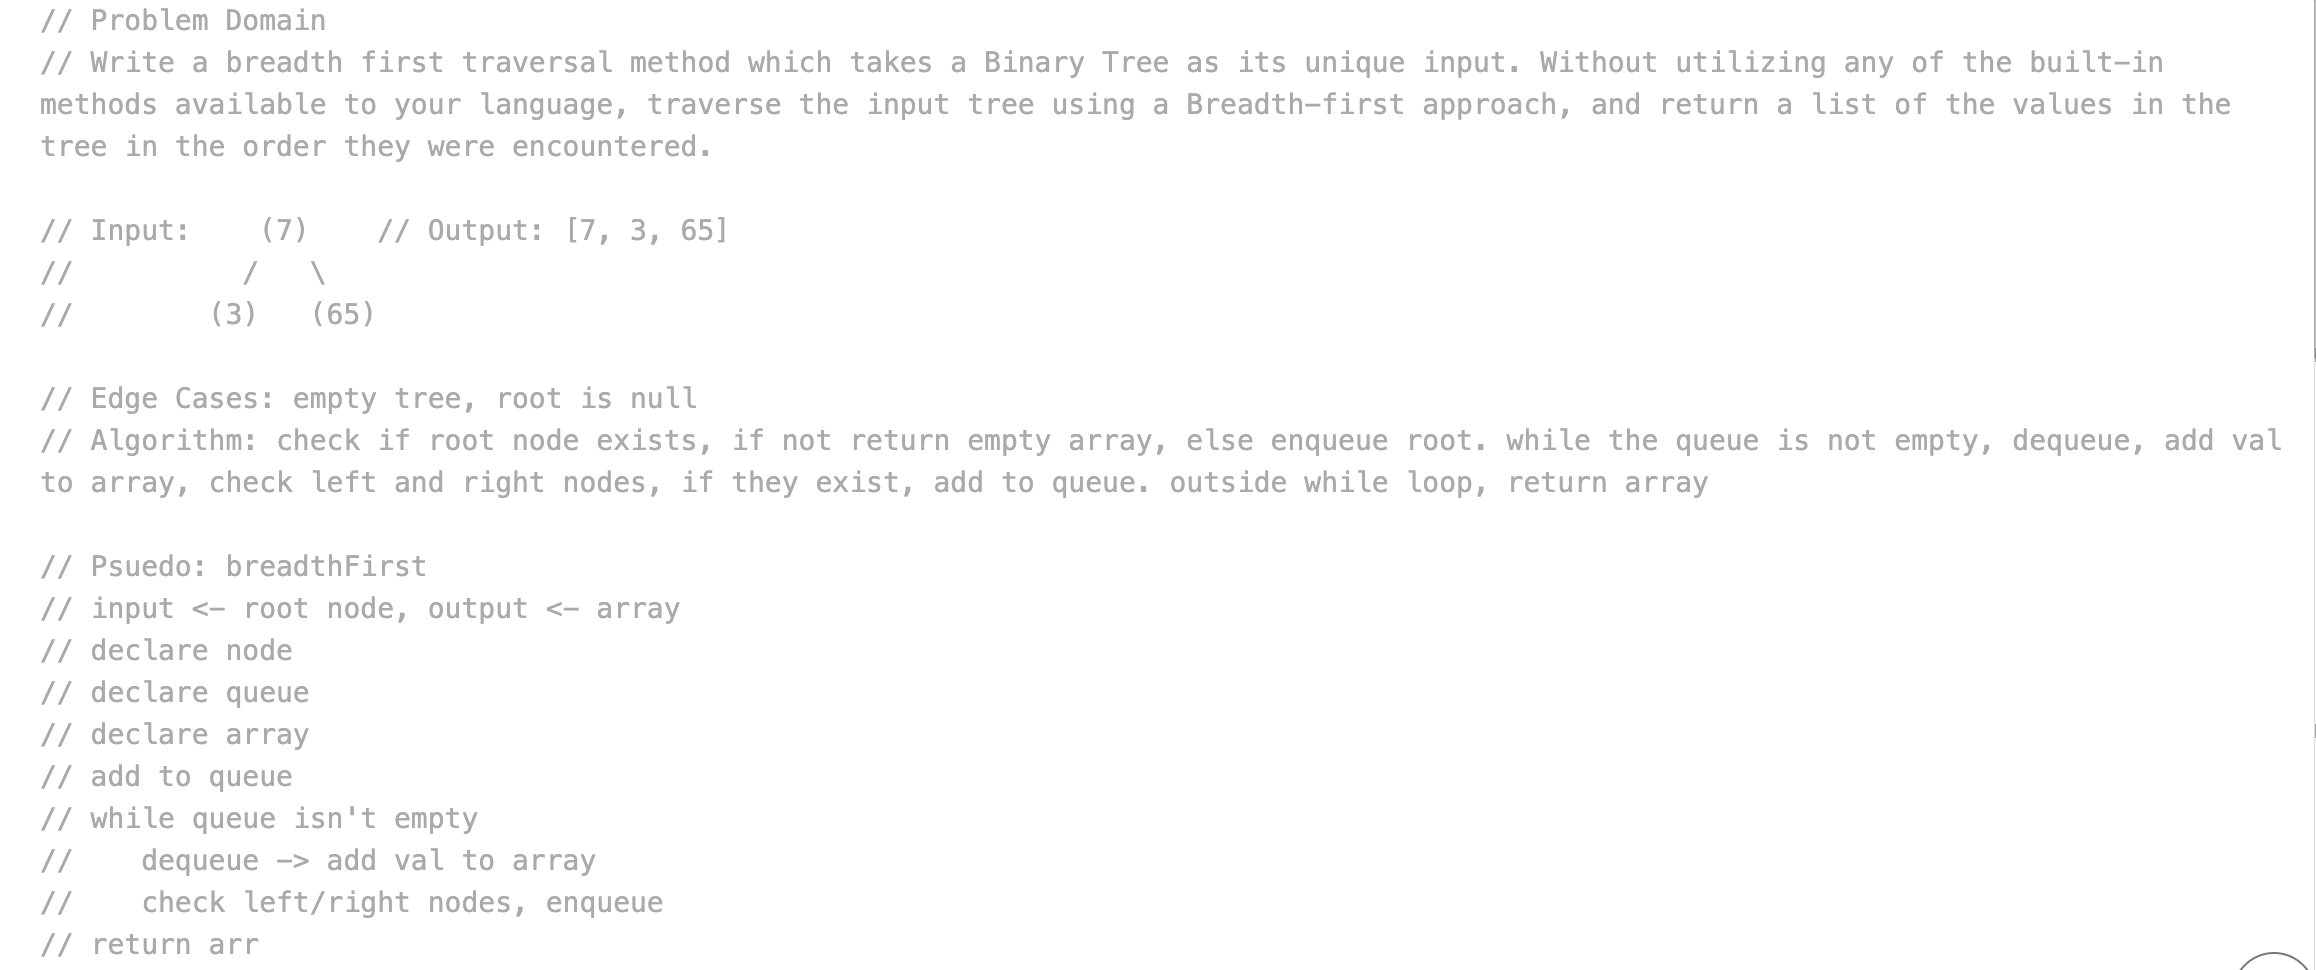 // Problem Domain
// Write a breadth first traversal method which takes a Binary Tree as its unique input. Without utilizing any of the built-in
methods available to your language, traverse the input tree using a Breadth-first approach, and return a list of the values in the
tree in the order they were encountered.

// Input:    (7)    // Output: [7, 3, 65]
//          /   \
//        (3)   (65)

// Edge Cases: empty tree, root is null
// Algorithm: check if root node exists, if not return empty array, else enqueue root. while the queue is not empty, dequeue, add val
to array, check left and right nodes, if they exist, add to queue. outside while loop, return array

// Psuedo: breadthFirst
// input <- root node, output <- array
// declare node
// declare queue
// declare array
// add to queue
// while queue isn't empty
//    dequeue -> add val to array
//    check left/right nodes, enqueue
// return arr